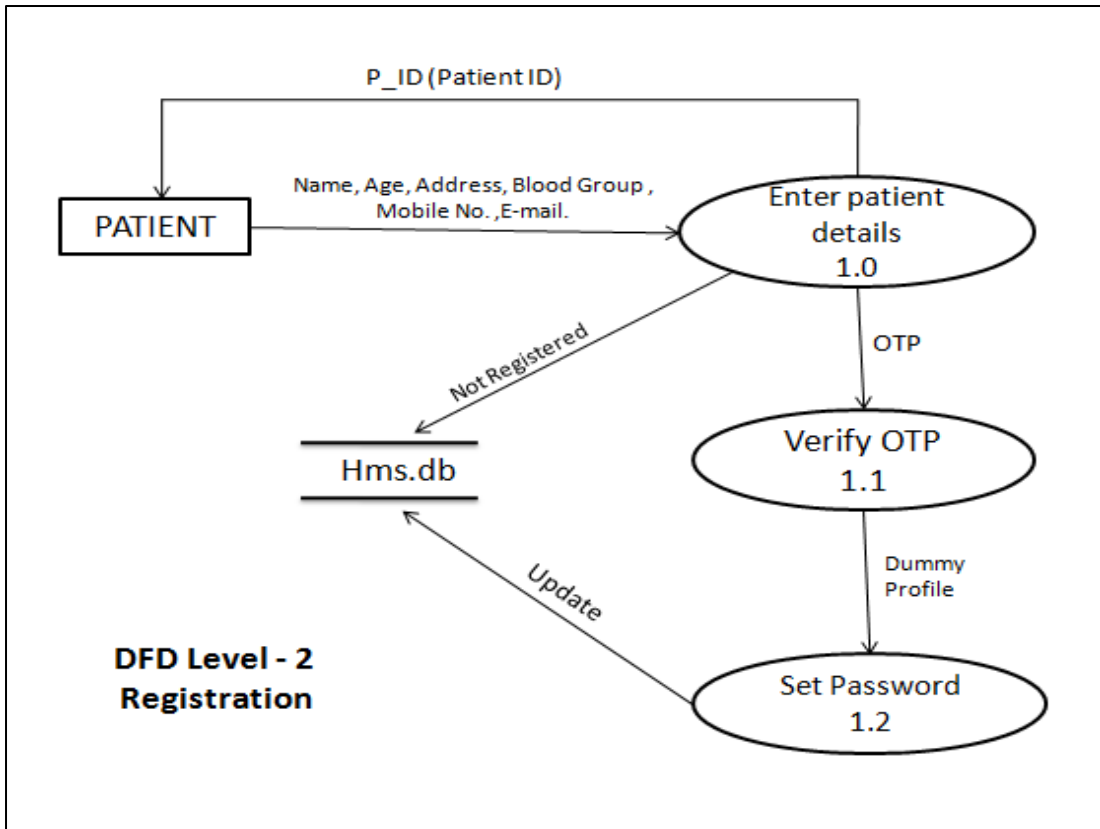 P_ID (Patient ID)
Name, Age, Address, Blood Group ,
Mobile No. ,E-mail.
PATIENT
Enter patient
details
1.0
Not Registered
OTP
Hms.db
Verify OTP
1.1
Dummy
Profile
Update
DFD Level - 2
Registration
Set Password
1.2